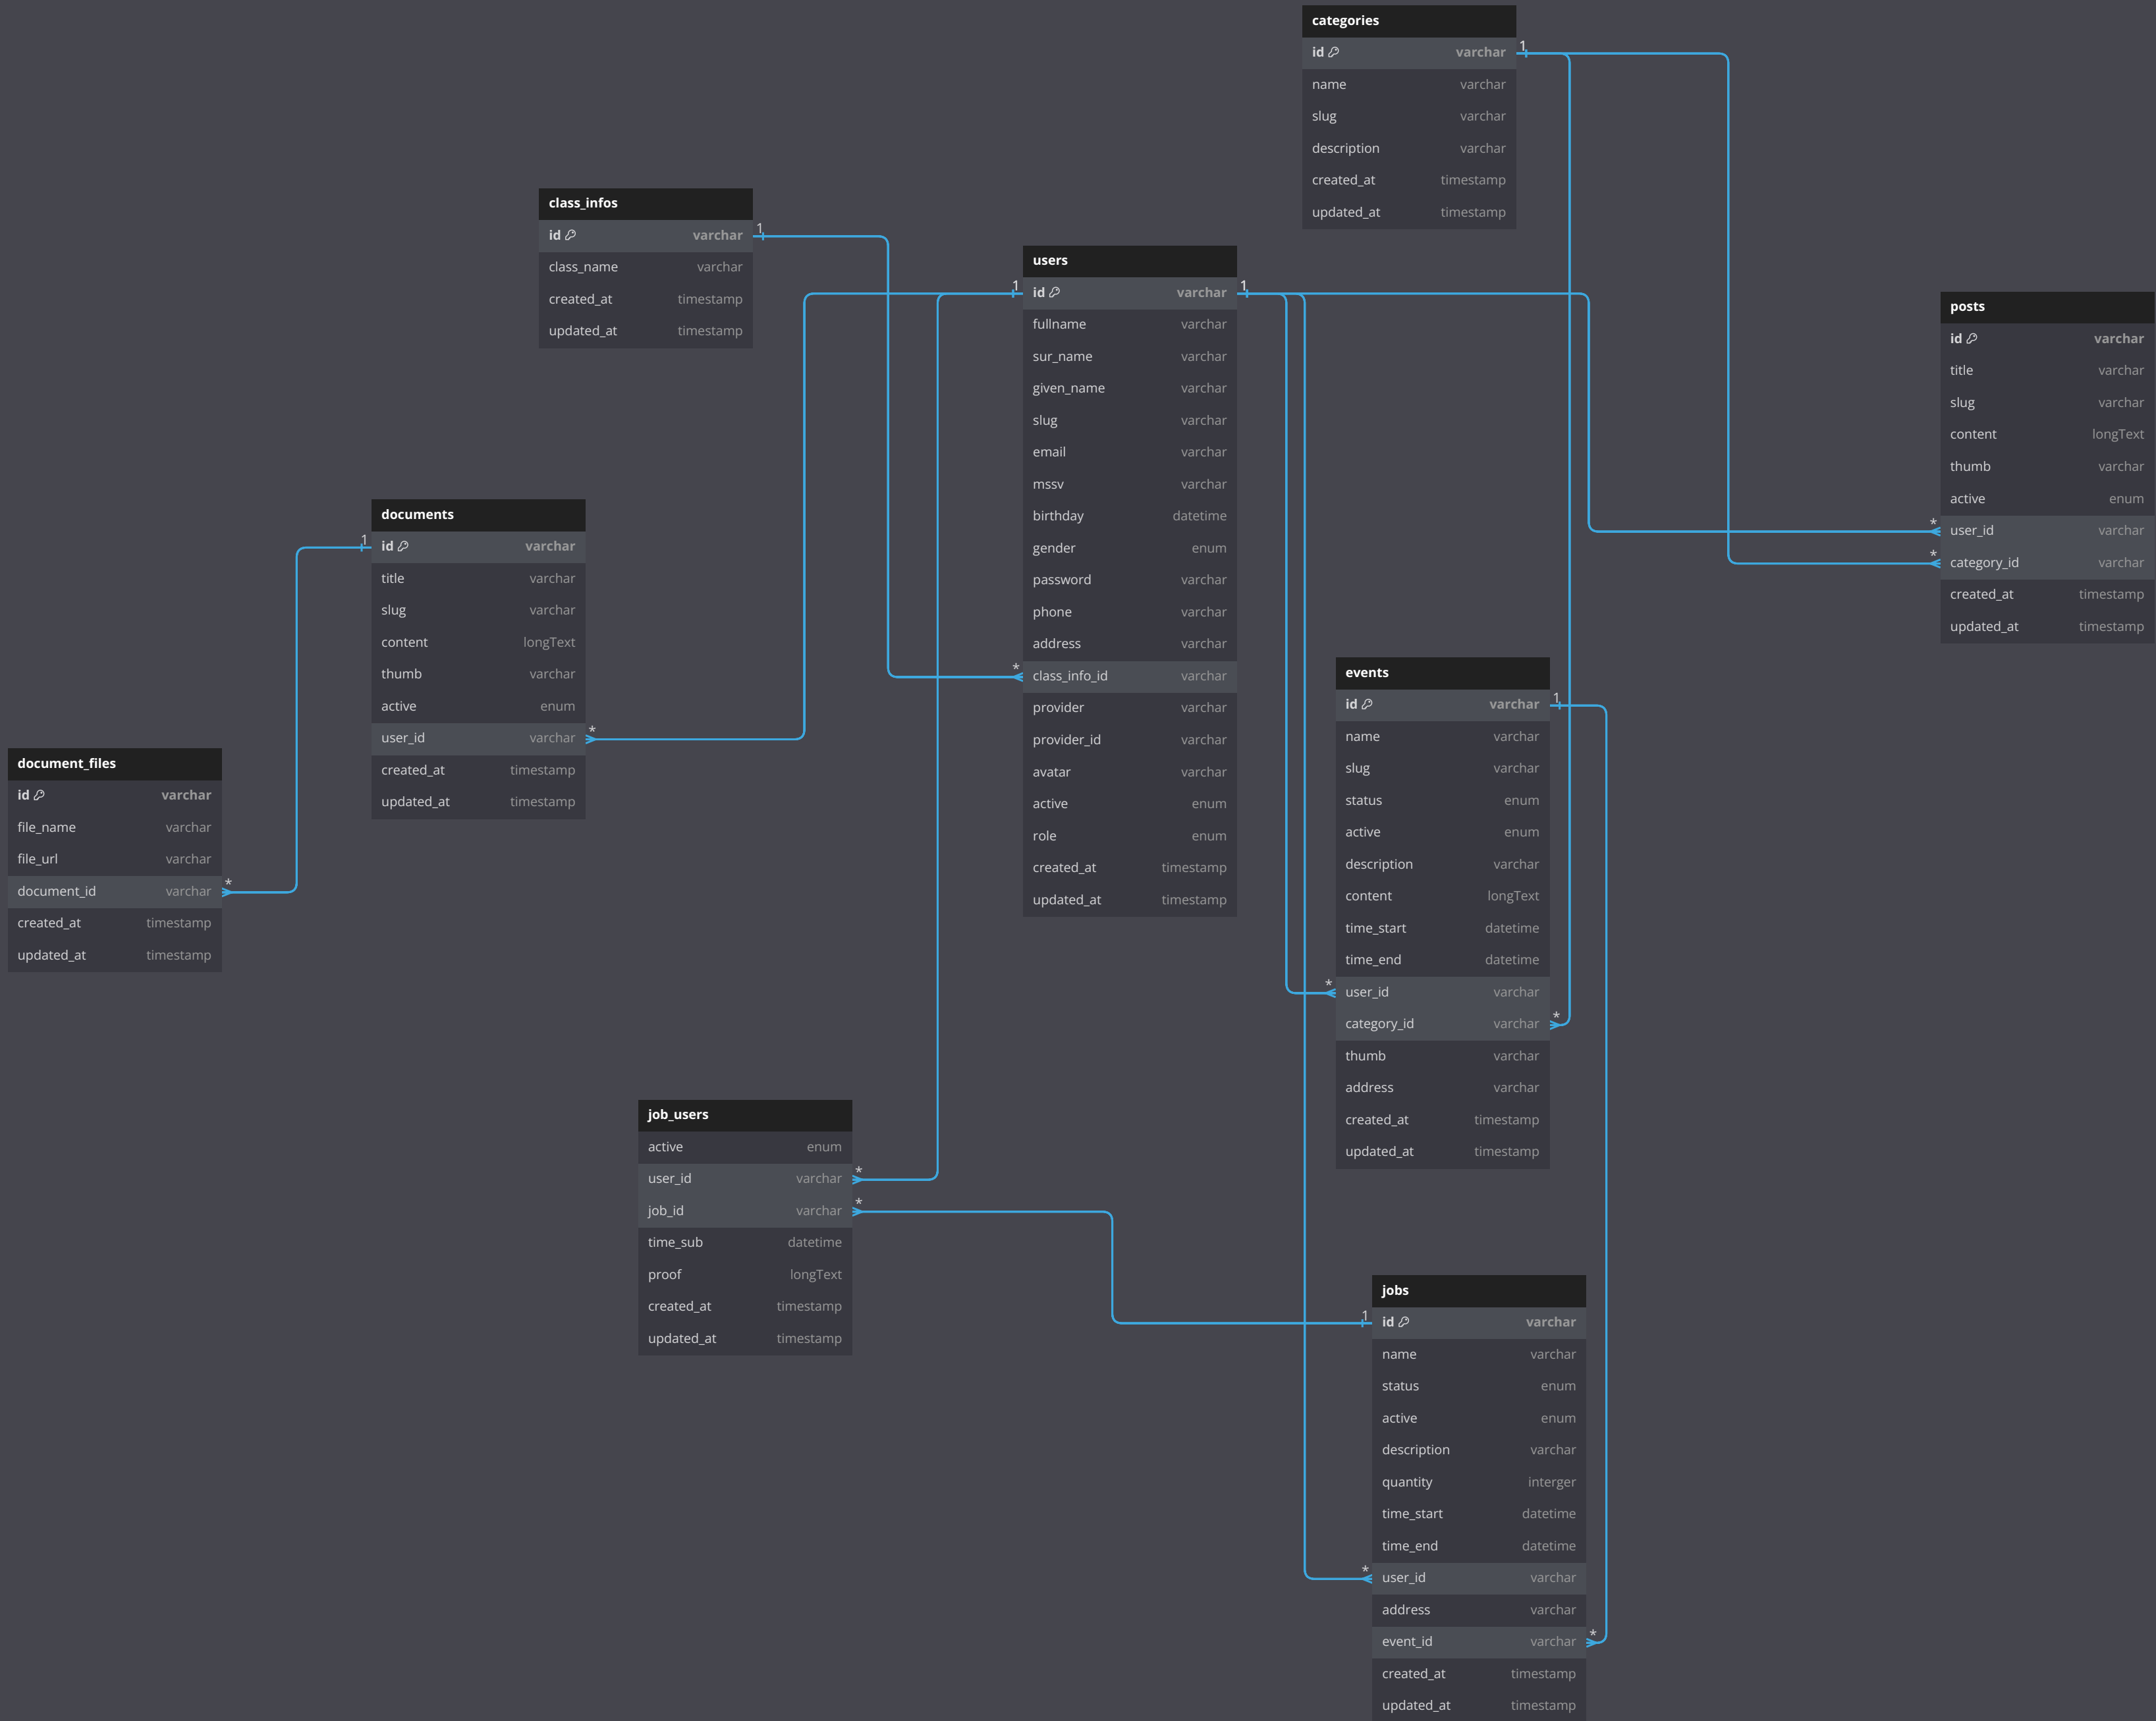 categories
id varchar
name varchar
slug varchar
description varchar
created_at timestamp
updated_at timestamp
class_infos
id varchar
class_name varchar
created_at timestamp
updated_at timestamp
users
id varchar
fullname varchar
sur_name varchar
given_name varchar
slug varchar
email varchar
mssv varchar
birthday datetime
gender enum
password varchar
phone varchar
address varchar
class_info_id varchar
provider varchar
provider_id varchar
avatar varchar
active enum
role enum
created_at timestamp
updated_at timestamp
posts
id varchar
title varchar
slug varchar
content longText
thumb varchar
active enum
user_id varchar
category_id varchar
created_at timestamp
updated_at timestamp
documents
id varchar
title varchar
slug varchar
content longText
thumb varchar
active enum
user_id varchar
created_at timestamp
updated_at timestamp
document_files
id varchar
file_name varchar
file_url varchar
document_id varchar
created_at timestamp
updated_at timestamp
events
id varchar
name varchar
slug varchar
status enum
active enum
description varchar
content longText
time_start datetime
time_end datetime
user_id varchar
category_id varchar
thumb varchar
address varchar
created_at timestamp
updated_at timestamp
job_users
active enum
user_id varchar
job_id varchar
time_sub datetime
proof longText
created_at timestamp
updated_at timestamp
jobs
id varchar
name varchar
status enum
active enum
description varchar
quantity interger
time_start datetime
time_end datetime
user_id varchar
address varchar
event_id varchar
created_at timestamp
updated_at timestamp
1
1
1
1
1
1
1
*
*
*
*
*
*
*
*
*
*
*